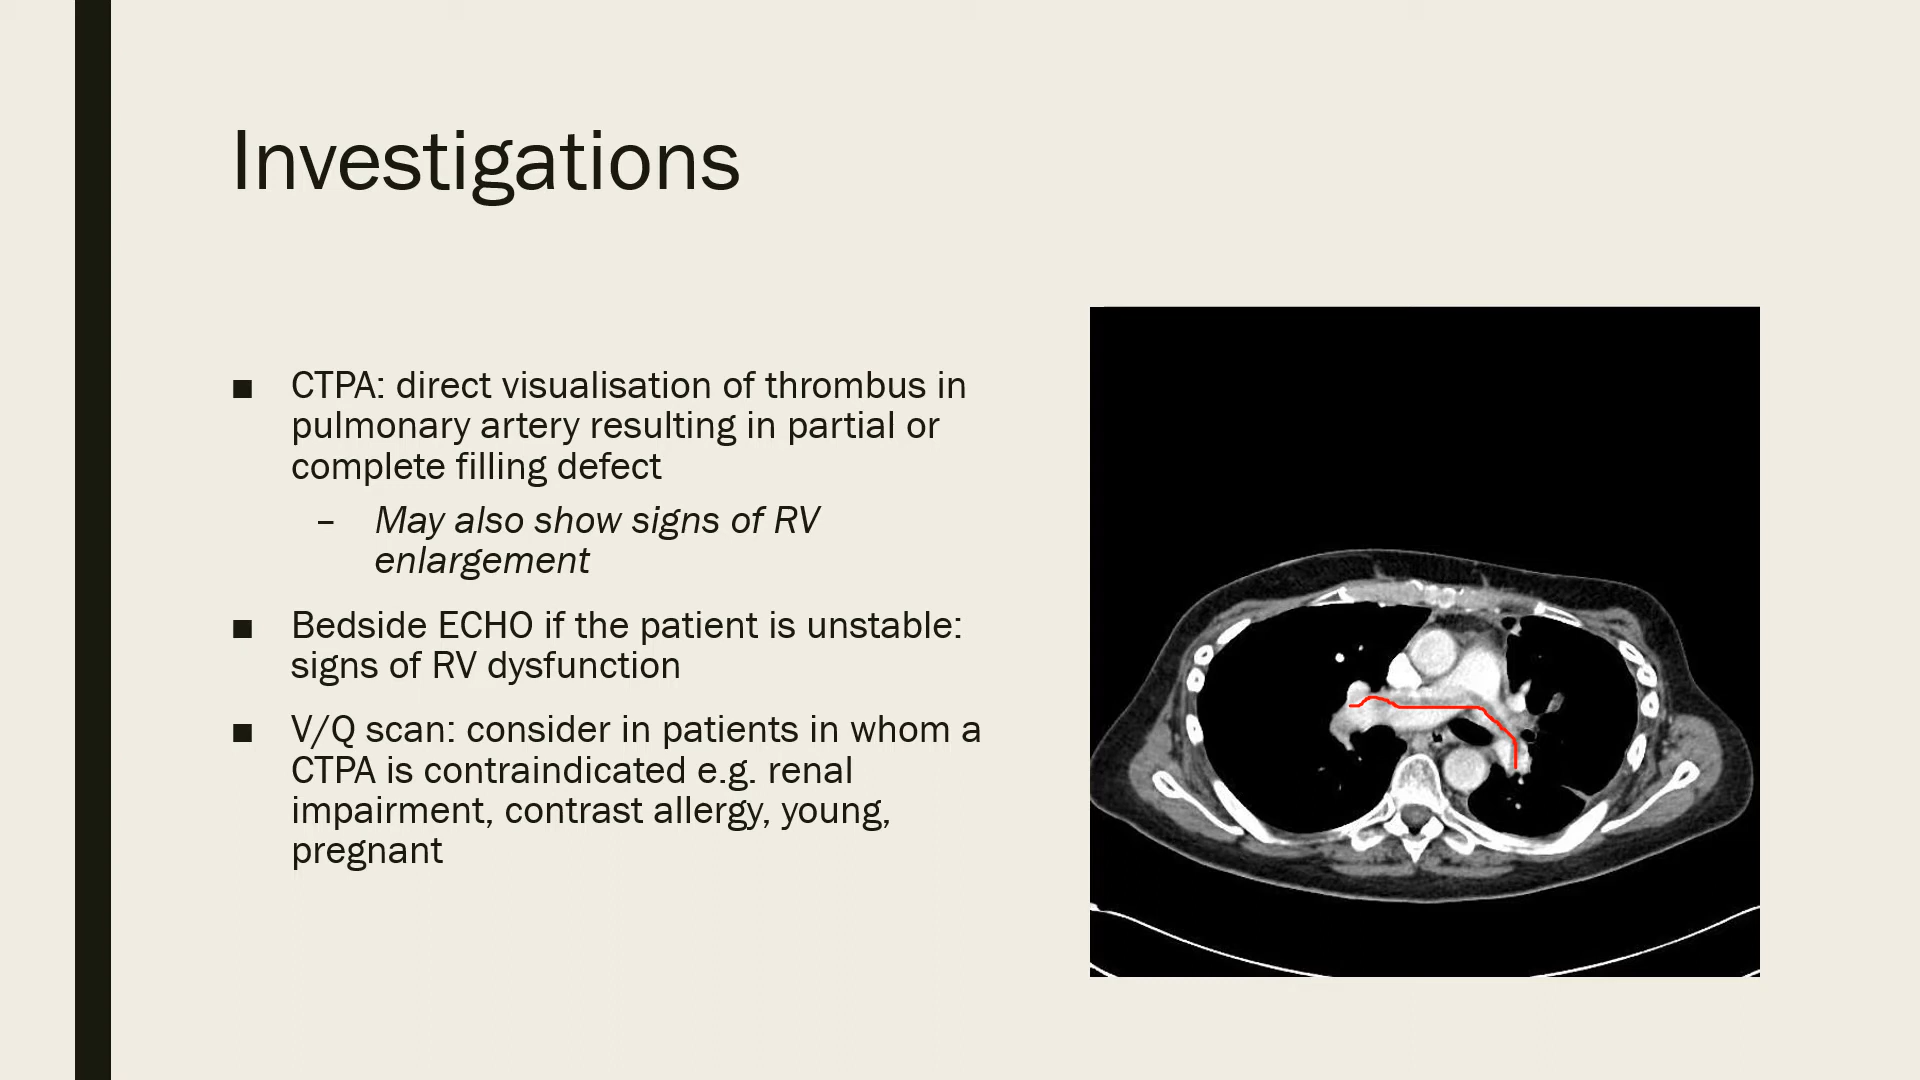 Investigations
■ CTPA: direct visualisation of thrombus in
pulmonary artery resulting in partial or
complete filling defect
– May also show signs of RV
enlargement
■ Bedside ECHO if the patient is unstable:
signs of RV dysfunction
■ V/Q scan: consider in patients in whom a
CTPA is contraindicated e.g. renal
impairment, contrast allergy, young,
pregnant